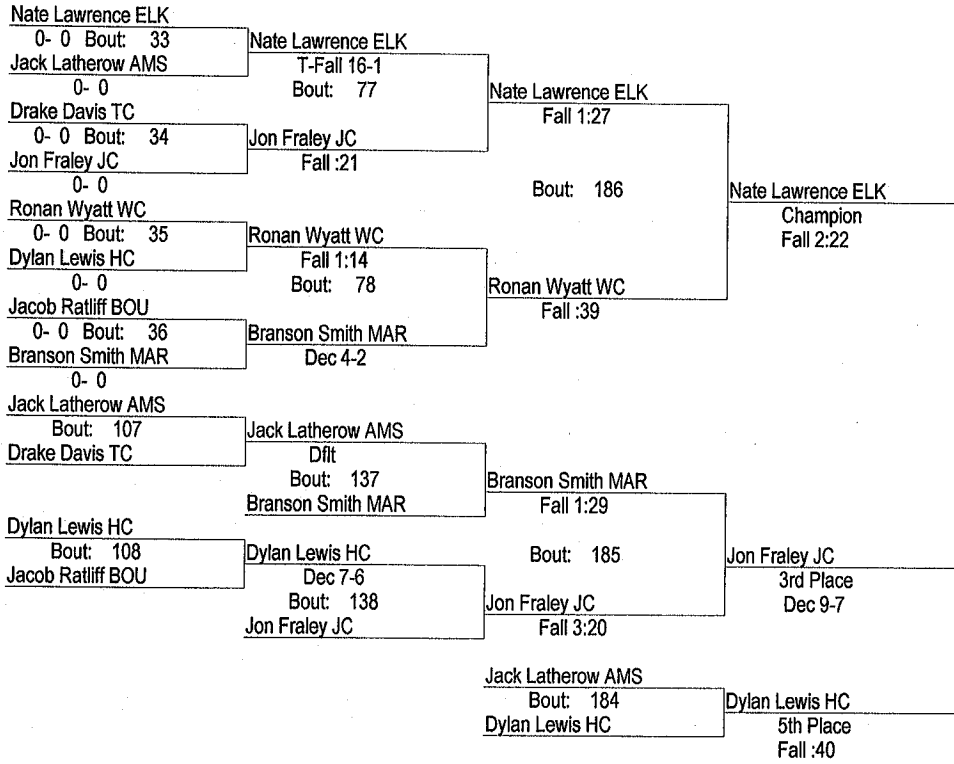 Nate Lawrence ELK
0- 0 Bout: 33
Jack Latherow AMS
0- 0
Drake Davis TC
0- 0 Bout: 34
Jon Fraley JC
0- 0
Ronan Wyatt WC
0- 0 Bout: 35
Dylan Lewis HC
0- 0
Jacob Ratliff BOU
0- 0 Bout: 36
Branson Smith MAR
0- 0
Nate Lawrence ELK
T-Fall 16-1
Bout: 77
Jon Fraley JC
Fall :21
Ronan Wyatt WC
Fall 1:14
Bout: 78
Branson Smith MAR
Dec 4-2
Nate Lawrence ELK
Fall 1:27
Bout: 186
Ronan Wyatt WC
Fall :39
Nate Lawrence ELK
Champion
Fall 2:22
Jack Latherow AMS
Bout: 107
Drake Davis TC
Dylan Lewis HC
Bout: 108
Jacob Ratliff BOU
Jack Latherow AMS
Dflt
Bout: 137
Branson Smith MAR
Dylan Lewis HC
Dec 7-6
Bout: 138
Jon Fraley JC
Branson Smith MAR
Fall 1:29
Bout: 185
Jon Fraley JC
Fall 3:20
Jon Fraley JC
3rd Place
Dec 9-7
Jack Latherow AMS
Bout: 184
Dylan Lewis HC
Dylan Lewis HC
5th Place
Fall :40